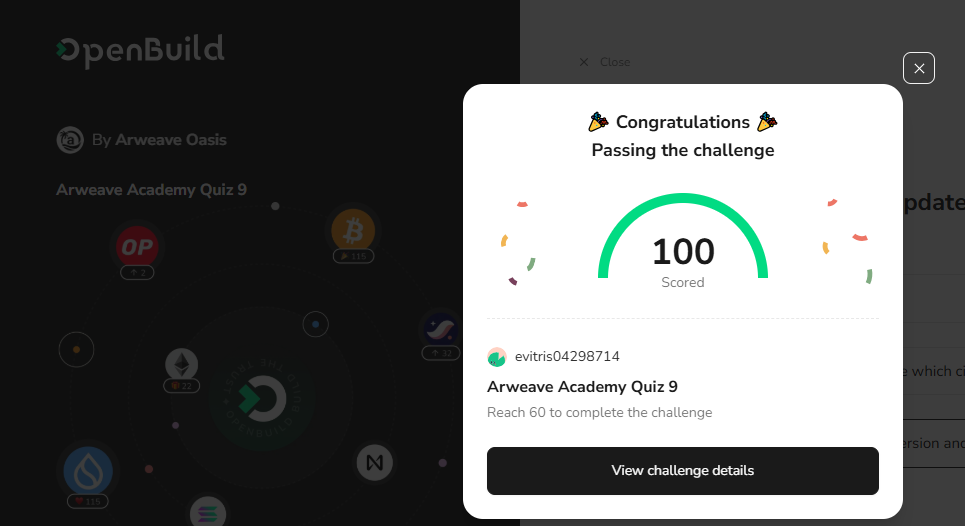 OpenBuild
By Arweave Oasis
Arweave Academy Quiz 9
OP
↑ 2
115
↑ 32
22
115
× Close
🎉 Congratulations 🎉
Passing the challenge
100
Scored
evitris04298714
Arweave Academy Quiz 9
Reach 60 to complete the challenge
View challenge details
pdate
e which ci
ersion and